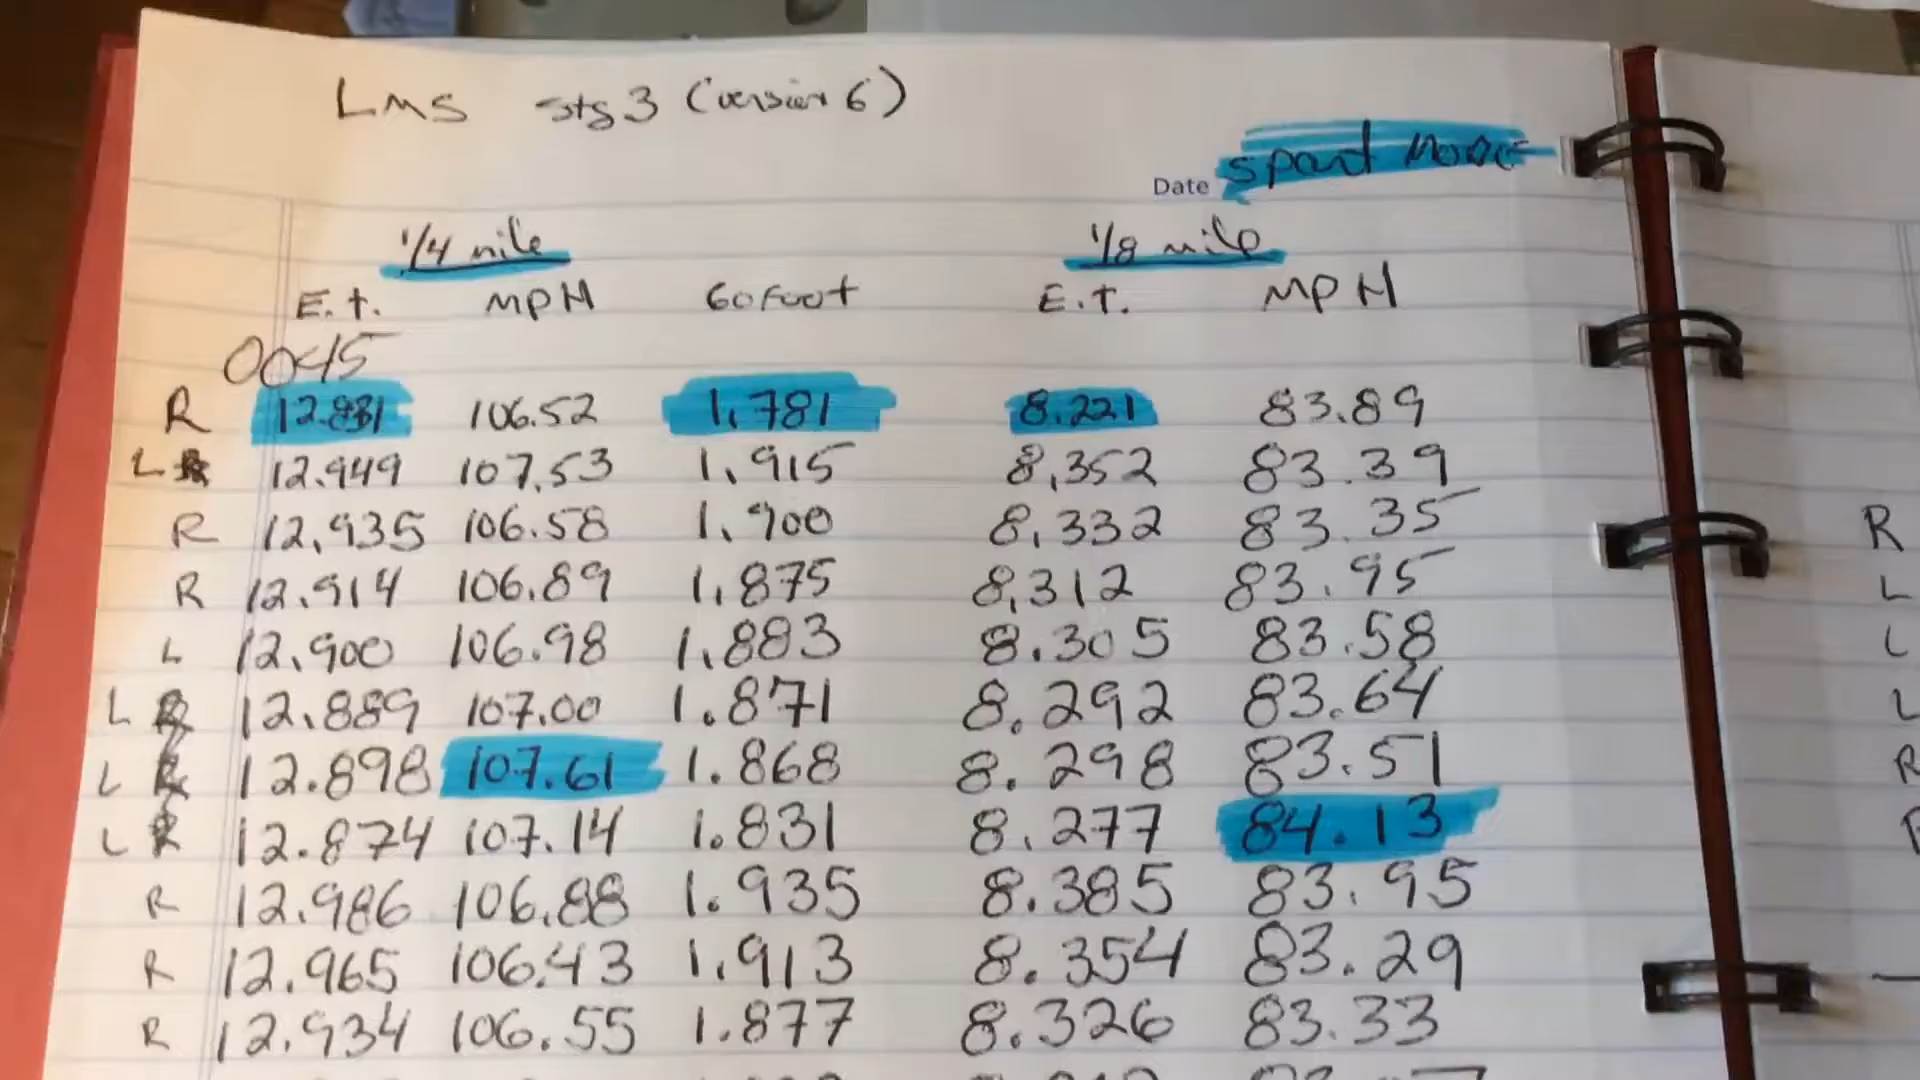 LMS stg 3 (version 6)
Date Sport Mode
1/4 mile 1/8 mile
E.t. MPH 60 Foot E.t. MPH
0045
R 12.831 106.52 1.781 8.221 83.89
L 12.949 107.53 1.915 8.352 83.39
R 12.935 106.58 1.900 8.332 83.35
R 12.914 106.89 1.875 8.312 83.95
L 12.900 106.98 1.883 8.305 83.58
L 12.889 107.00 1.871 8.292 83.64
L 12.898 107.61 1.868 8.298 83.51
L 12.874 107.14 1.831 8.277 84.13
R 12.986 106.88 1.935 8.385 83.95
R 12.965 106.43 1.913 8.354 83.29
R 12.934 106.55 1.877 8.326 83.33
R
L
L
L
R